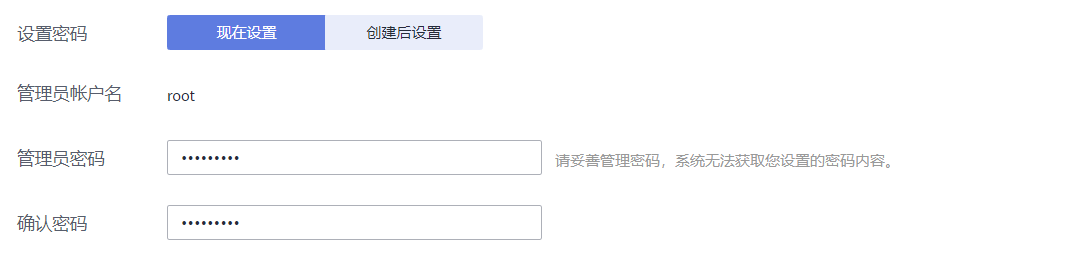 设置密码 现在设置 创建后设置
管理员帐户名 root
管理员密码 ••••••••• 请妥善管理密码，系统无法获取您设置的密码内容。
确认密码 •••••••••